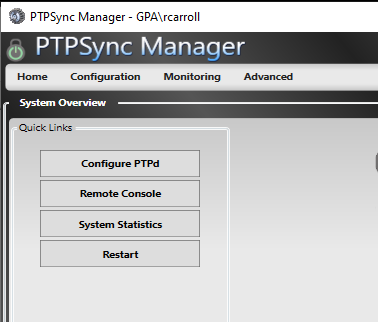 PTPSync Manager - GPA\rcarroll
PTPSync Manager
Home Configuration Monitoring Advanced
System Overview
Quick Links
Configure PTPd
Remote Console
System Statistics
Restart